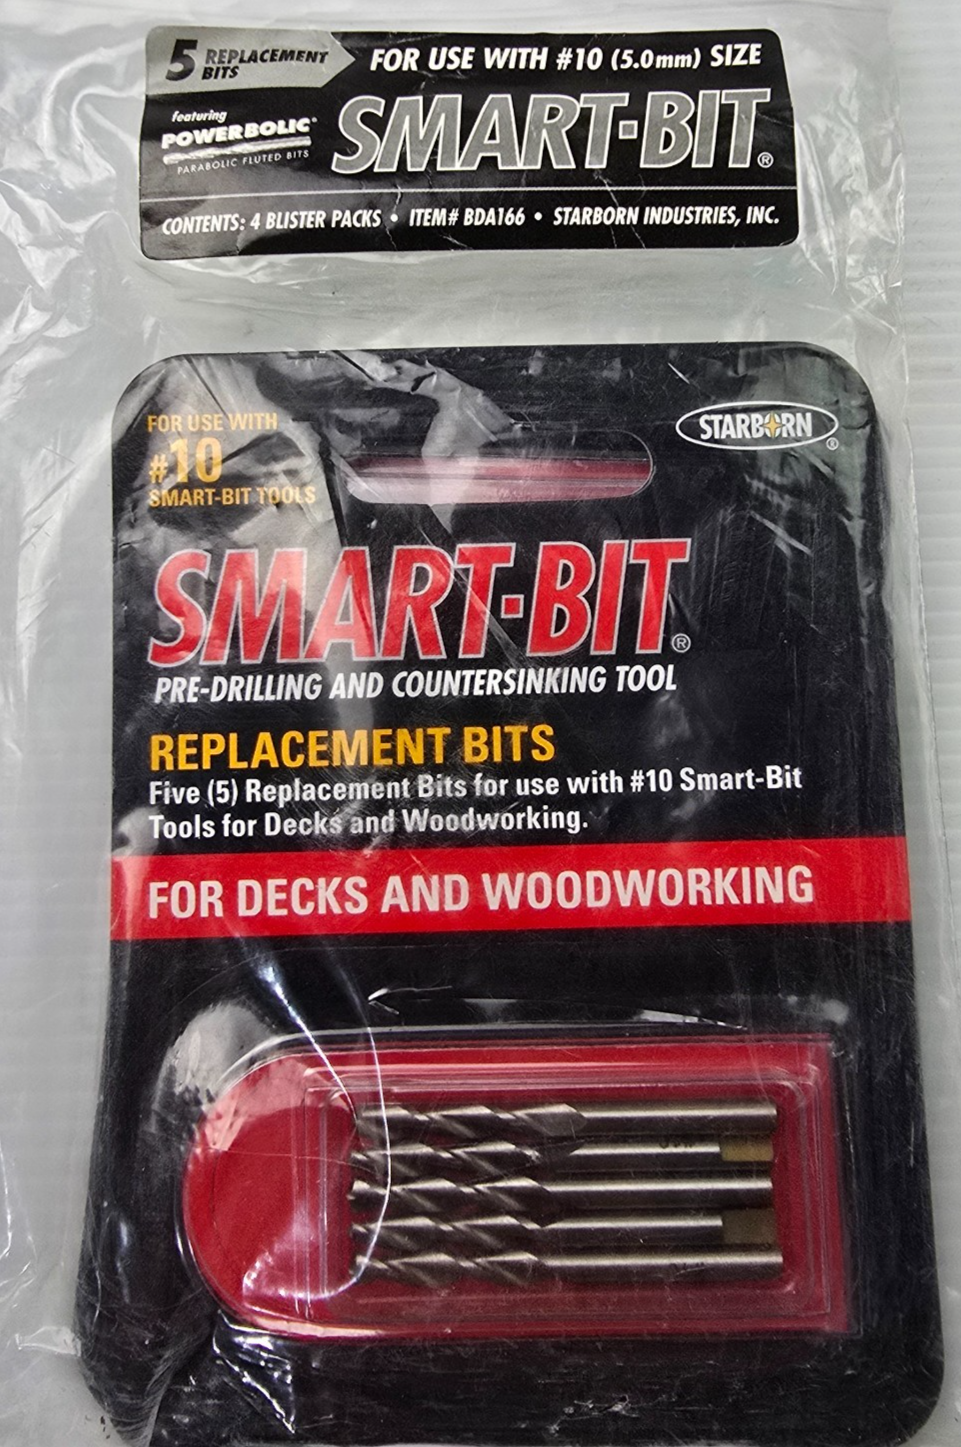 5 REPLACEMENT
BITS
FOR USE WITH #10 (5.0mm) SIZE
featuring
POWERBOLIC®
PARABOLIC FLUTED BITS
SMART-BIT®
CONTENTS: 4 BLISTER PACKS • ITEM# BDA166 • STARBORN INDUSTRIES, INC.
FOR USE WITH
#10
SMART-BIT TOOLS
STARBORN®
SMART-BIT®
PRE-DRILLING AND COUNTERSINKING TOOL
REPLACEMENT BITS
Five (5) Replacement Bits for use with #10 Smart-Bit
Tools for Decks and Woodworking.
FOR DECKS AND WOODWORKING